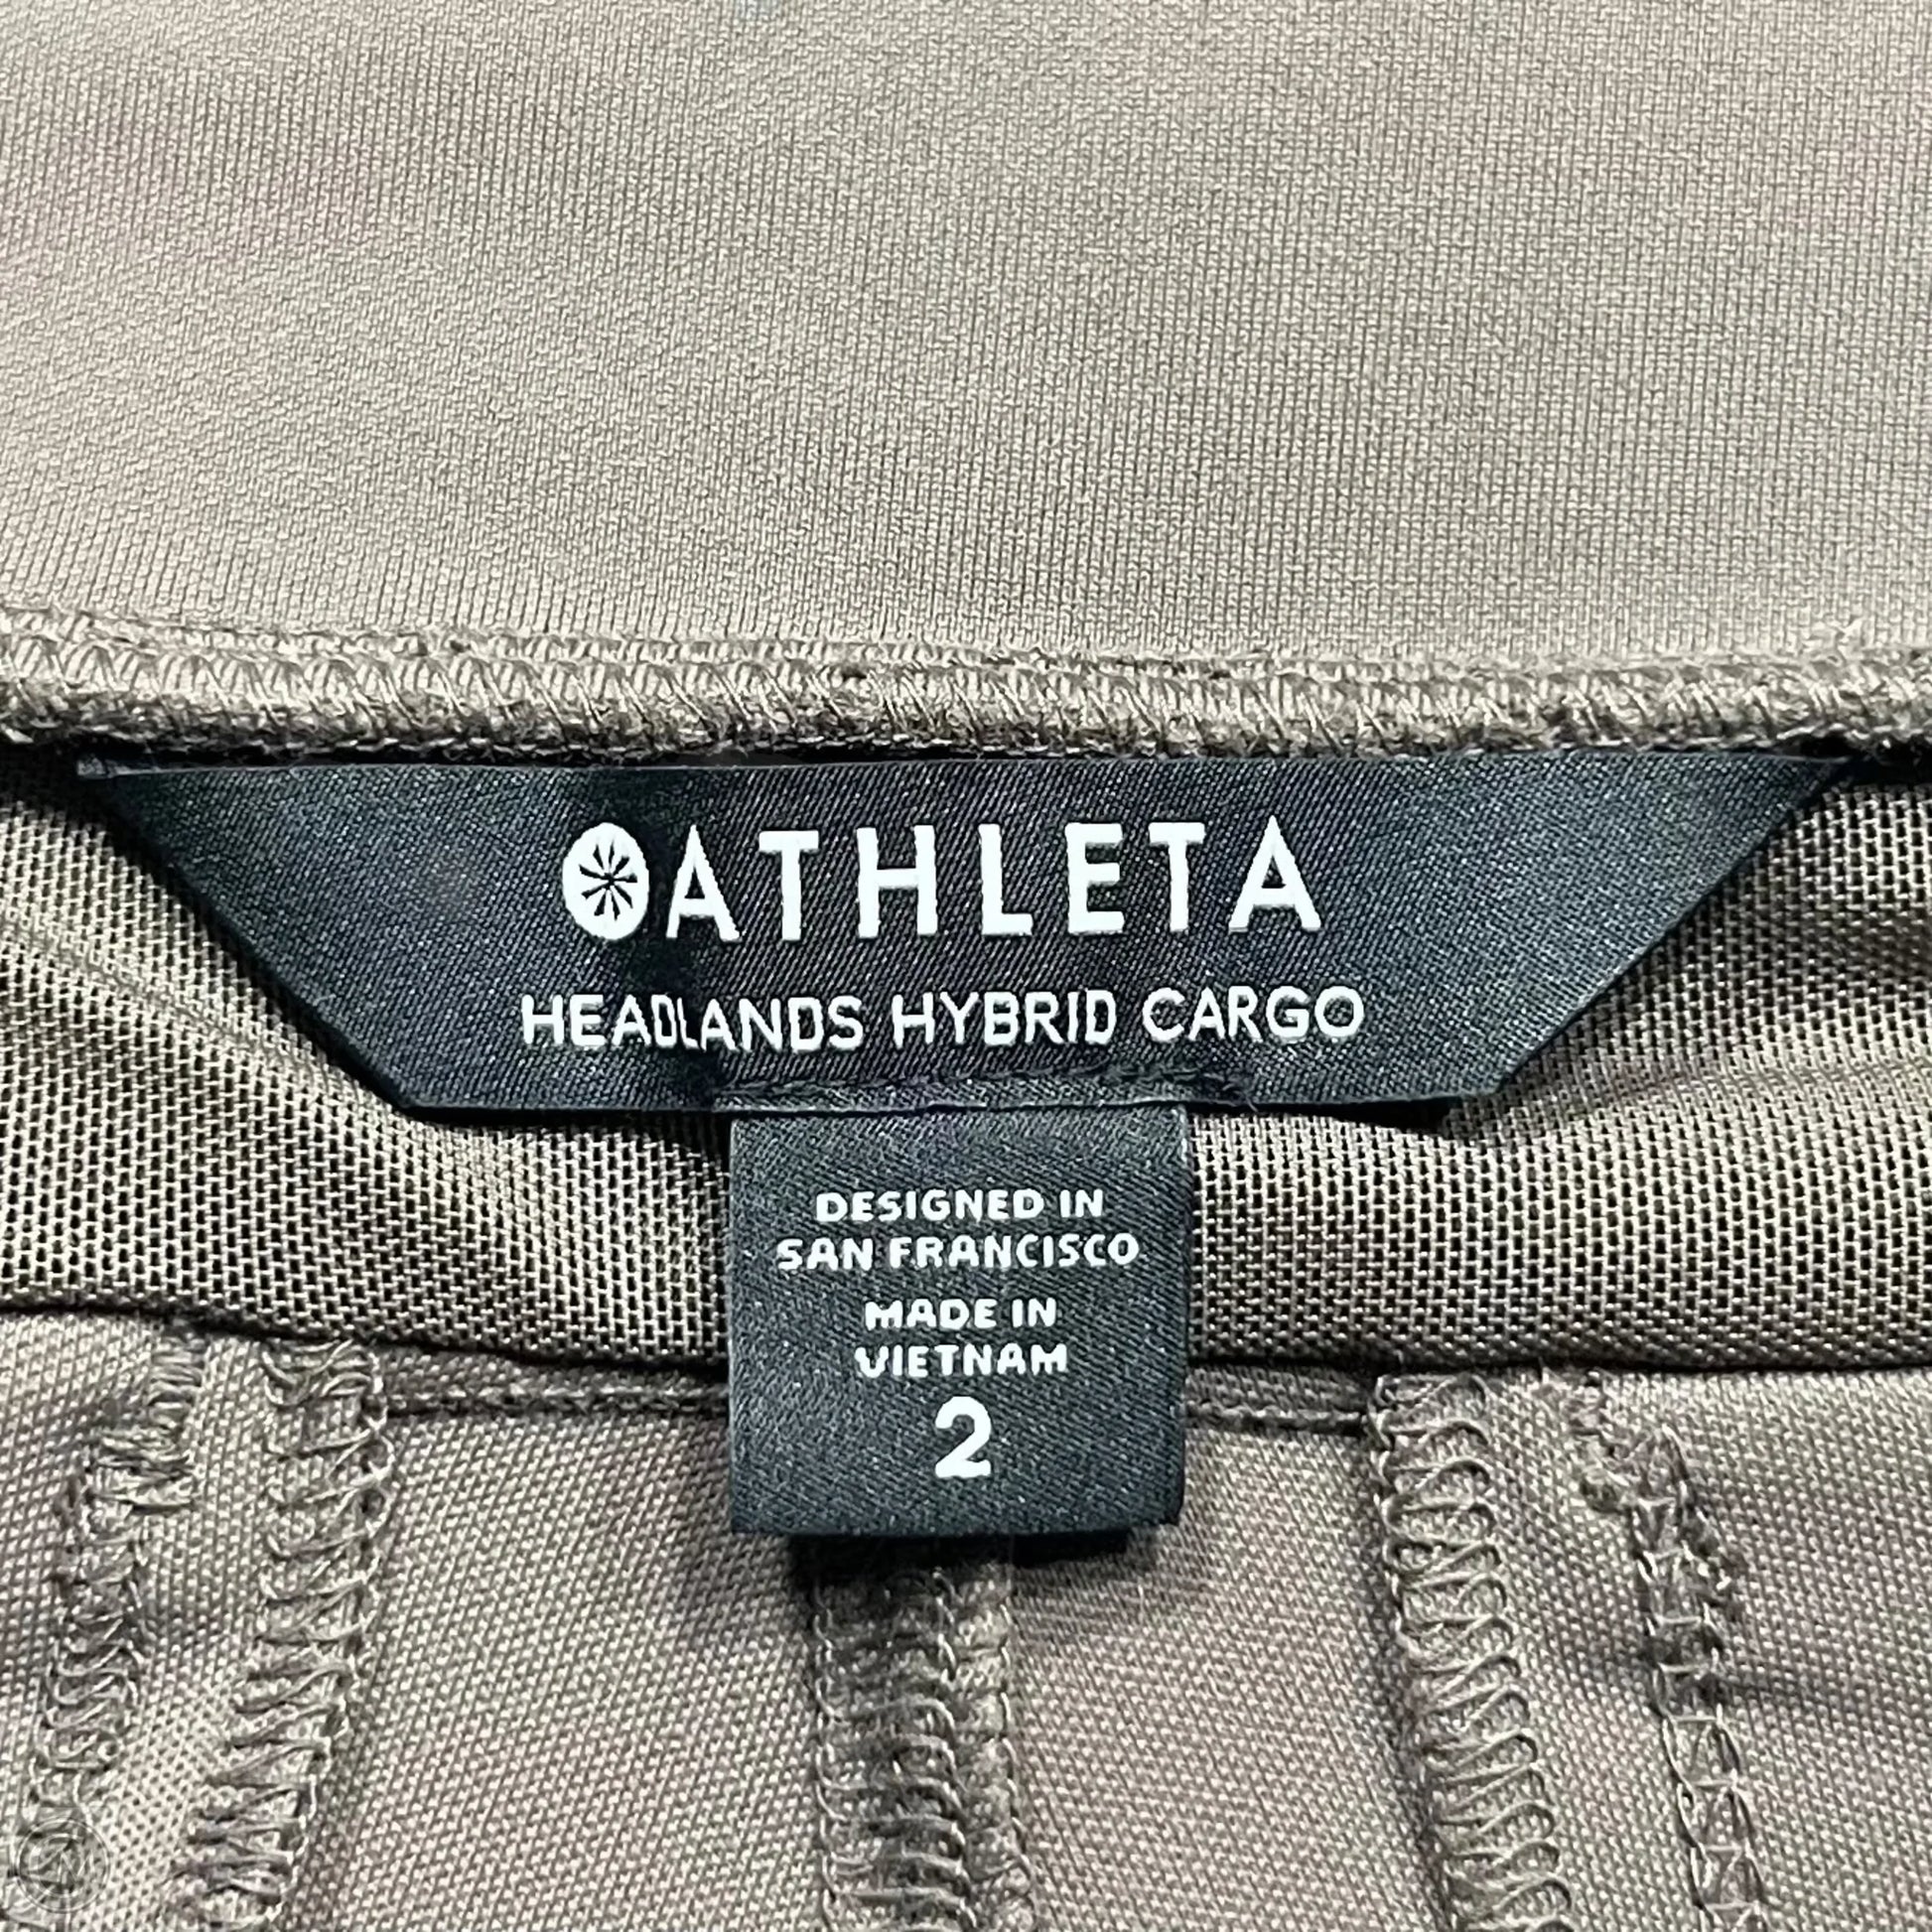 ATHLETA
HEADLANDS HYBRID CARGO
DESIGNED IN
SAN FRANCISCO
MADE IN
VIETNAM
2